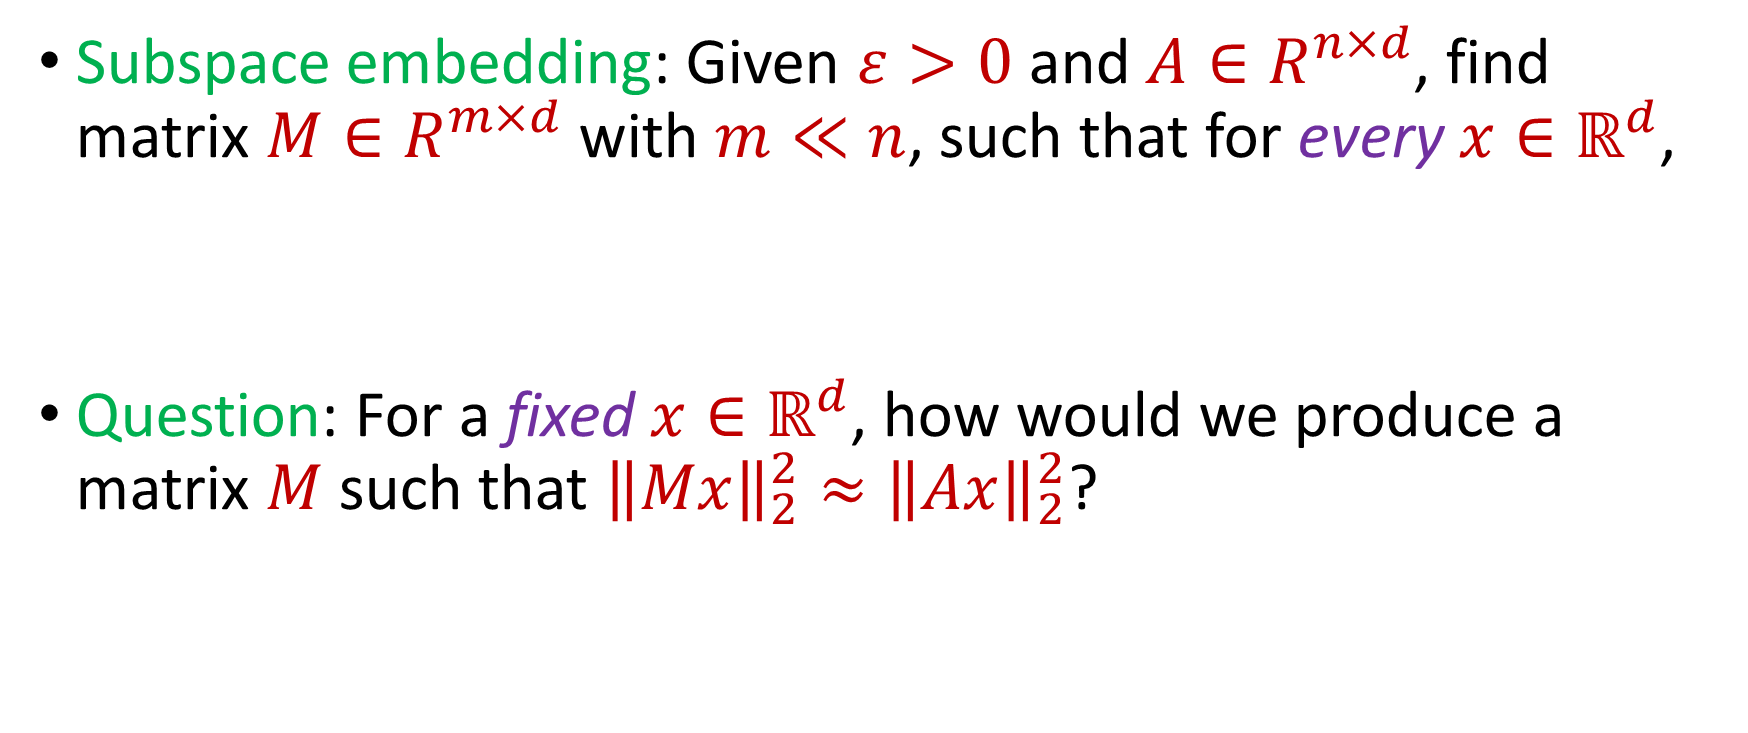 • Subspace embedding: Given ε > 0 and A ∈ R^{n×d}, find
matrix M ∈ R^{m×d} with m ≪ n, such that for every x ∈ ℝ^d,
• Question: For a fixed x ∈ ℝ^d, how would we produce a
matrix M such that ||Mx||_2^2 ≈ ||Ax||_2^2?